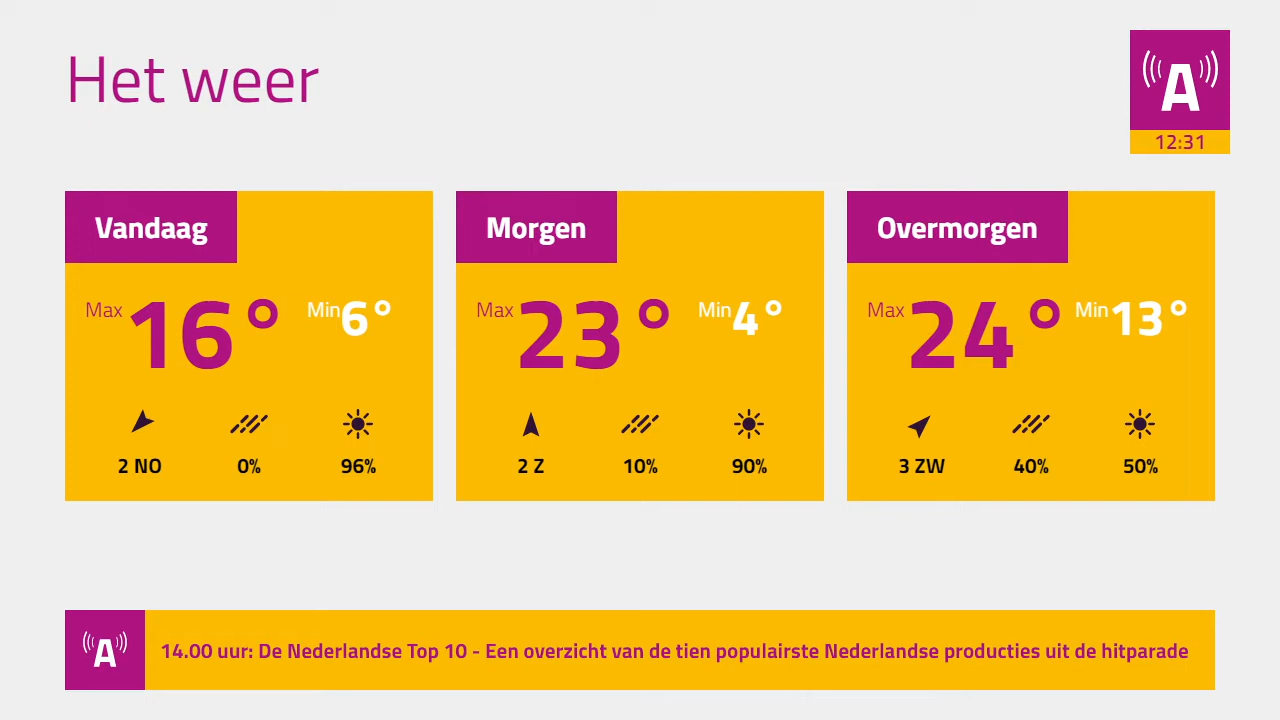 Het weer
A
12:31
Vandaag
Max 16° Min 6°
2 NO 0% 96%
Morgen
Max 23° Min 4°
2 Z 10% 90%
Overmorgen
Max 24° Min 13°
3 ZW 40% 50%
A
14.00 uur: De Nederlandse Top 10 - Een overzicht van de tien populairste Nederlandse producties uit de hitparade